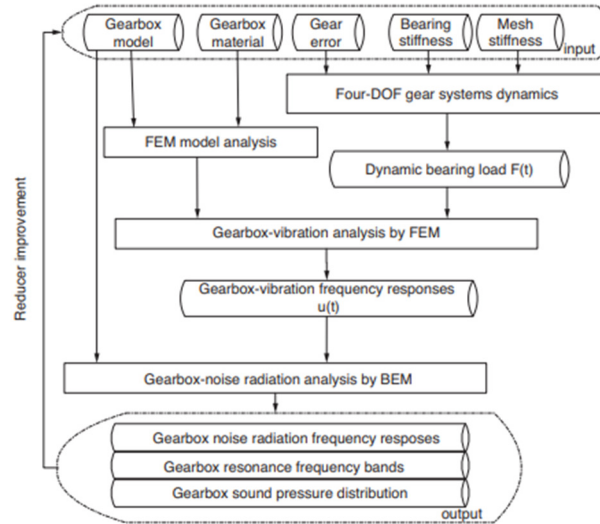 Gearbox model
Gearbox material
Gear error
Bearing stiffness
Mesh stiffness
input
Four-DOF gear systems dynamics
FEM model analysis
Dynamic bearing load F(t)
Reducer improvement
Gearbox-vibration analysis by FEM
Gearbox-vibration frequency responses
u(t)
Gearbox-noise radiation analysis by BEM
Gearbox noise radiation frequency resposes
Gearbox resonance frequency bands
Gearbox sound pressure distribution
output